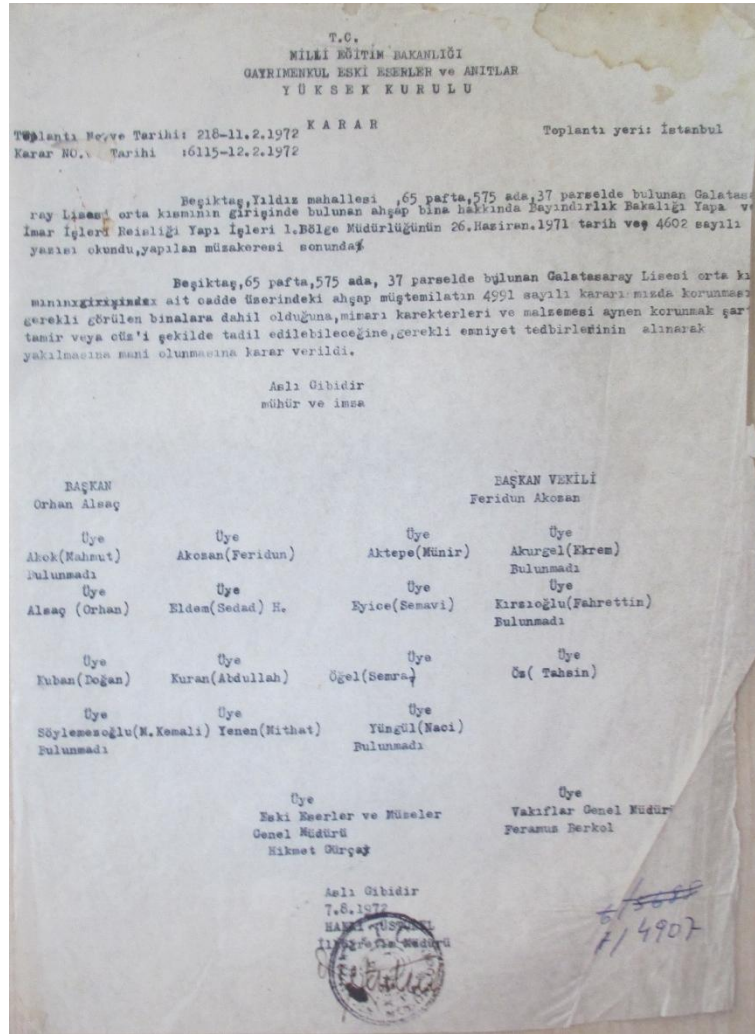 T.C.
MİLLİ EĞİTİM BAKANLIĞI
GAYRIMENKUL ESKİ ESERLER ve ANITLAR
YÜKSEK KURULU
KARAR
Toplantı No.ve Tarihi: 218-11.2.1972 Toplantı yeri: İstanbul
Karar NO. Tarihi :6115-12.2.1972
Beşiktaş,Yıldız mahallesi ,65 pafta,575 ada,37 parselde bulunan Galatasa
ray Lisesi orta kısmının girişinde bulunan ahşap bina hakkında Bayındırlık Bakalığı Yapa ve
İmar İşleri Reisliği Yapı İşleri 1.Bölge Müdürlüğünün 26.Haziran.1971 tarih veş 4602 sayılı
yazısı okundu,yapılan müzakeresi sonunda
Beşiktaş,65 pafta,575 ada, 37 parselde bulunan Galatasaray Lisesi orta kı
mınınxgirişindex ait cadde üzerindeki ahşap müştemilatın 4991 sayılı kararımızda korunması
gerekli görülen binalara dahil olduğuna,mimarı karekterleri ve malzemesi aynen korunmak şar
tamir veya cüz'i şekilde tadil edilebileceğine,gerekli emniyet tedbirlerinin alınarak
yakılmasına mani olunmasına karar verildi.
Aslı Gibidir
mühür ve imza
BAŞKAN BAŞKAN VEKİLİ
Orhan Alsaç Feridun Akozan
Üye Üye Üye Üye
Akok(Mahmut) Akozan(Feridun) Aktepe(Münir) Akurgel(Ekrem)
Bulunmadı Bulunmadı
Üye Üye Üye Üye
Alsaç (Orhan) Eldem(Sedad) H. Eyice(Semavi) Kırzıoğlu(Fahrettin)
Bulunmadı
Üye Üye Üye Üye
Kuban(Doğan) Kuran(Abdullah) Öğel(Semra) Öz( Tahsin)
Üye Üye Üye
Söylemezoğlu(M.Kemali) Yenen(Mithat) Yüngül(Naci)
Bulunmadı Bulunmadı
Üye Üye
Eski Eserler ve Müzeler Vakıflar Genel Müdürü
Genel Müdürü Feramuz Berkol
Hikmet Gürçay
Aslı Gibidir
7.8.1972
İlköğretim Müdürü
7/4907